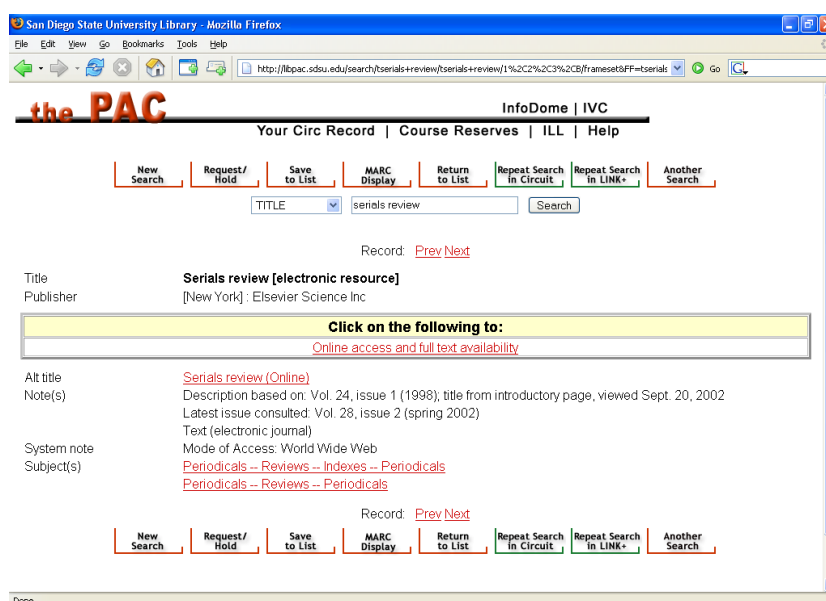 San Diego State University Library - Mozilla Firefox
File Edit View Go Bookmarks Tools Help
http://libpac.sdsu.edu/search/tserials+review/tserials+review/1%2C2%2C3%2CB/frameset&FF=tserials Go G
the PAC
InfoDome | IVC
Your Circ Record | Course Reserves | ILL | Help
New Search Request/ Hold Save to List MARC Display Return to List Repeat Search in Circuit Repeat Search in LINK+ Another Search
TITLE serials review Search
Record: Prev Next
Title Serials review [electronic resource]
Publisher [New York] : Elsevier Science Inc
Click on the following to:
Online access and full text availability
Alt title Serials review (Online)
Note(s) Description based on: Vol. 24, issue 1 (1998); title from introductory page, viewed Sept. 20, 2002
Latest issue consulted: Vol. 28, issue 2 (spring 2002)
Text (electronic journal)
System note Mode of Access: World Wide Web
Subject(s) Periodicals -- Reviews -- Indexes -- Periodicals
Periodicals -- Reviews -- Periodicals
Record: Prev Next
New Search Request/ Hold Save to List MARC Display Return to List Repeat Search in Circuit Repeat Search in LINK+ Another Search
Done